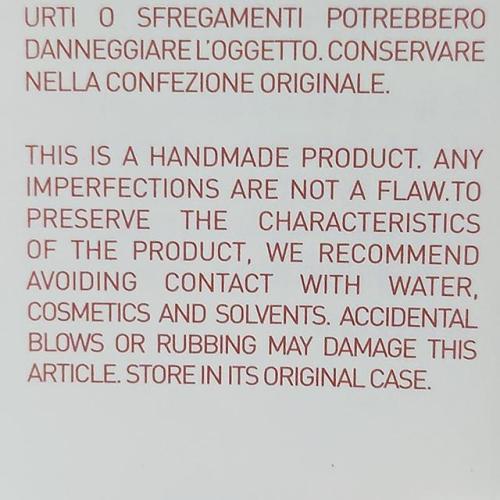 URTI O SFREGAMENTI POTREBBERO
DANNEGGIARE L'OGGETTO. CONSERVARE
NELLA CONFEZIONE ORIGINALE.
THIS IS A HANDMADE PRODUCT. ANY
IMPERFECTIONS ARE NOT A FLAW.TO
PRESERVE THE CHARACTERISTICS
OF THE PRODUCT, WE RECOMMEND
AVOIDING CONTACT WITH WATER,
COSMETICS AND SOLVENTS. ACCIDENTAL
BLOWS OR RUBBING MAY DAMAGE THIS
ARTICLE. STORE IN ITS ORIGINAL CASE.